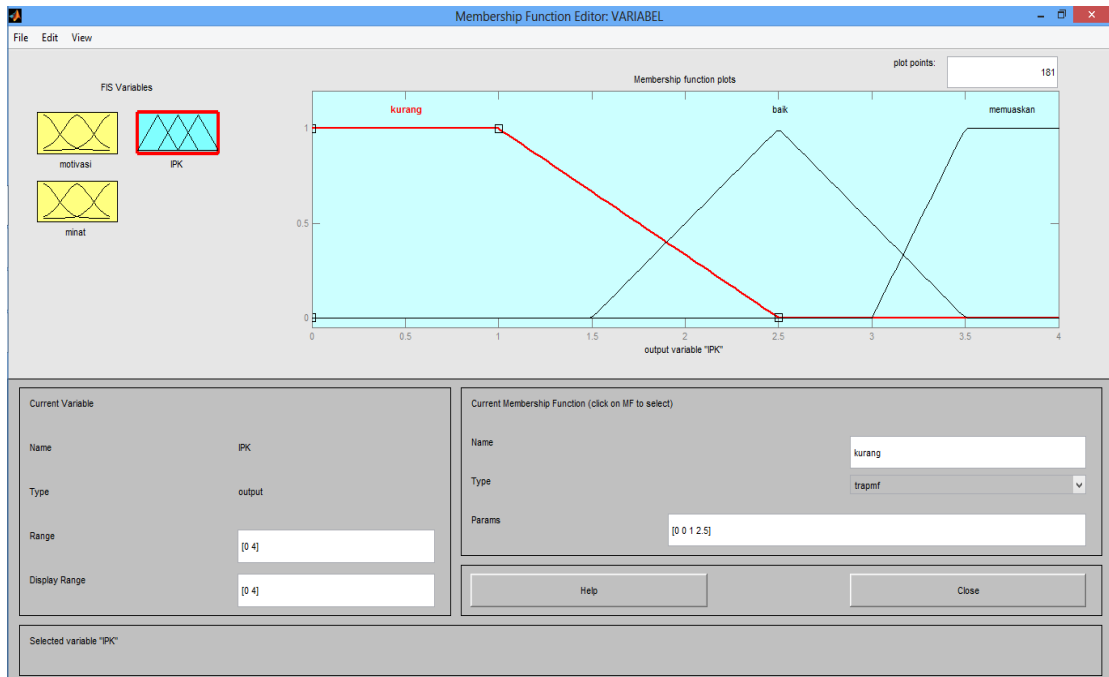 Membership Function Editor: VARIABEL
File Edit View
FIS Variables
motivasi
IPK
minat
plot points:
181
Membership function plots
kurang
baik
memuaskan
1
0.5
0
0 0.5 1 1.5 2 2.5 3 3.5 4
output variable "IPK"
Current Variable
Name IPK
Type output
Range [0 4]
Display Range [0 4]
Current Membership Function (click on MF to select)
Name kurang
Type trapmf
Params [0 0 1 2.5]
Help Close
Selected variable "IPK"